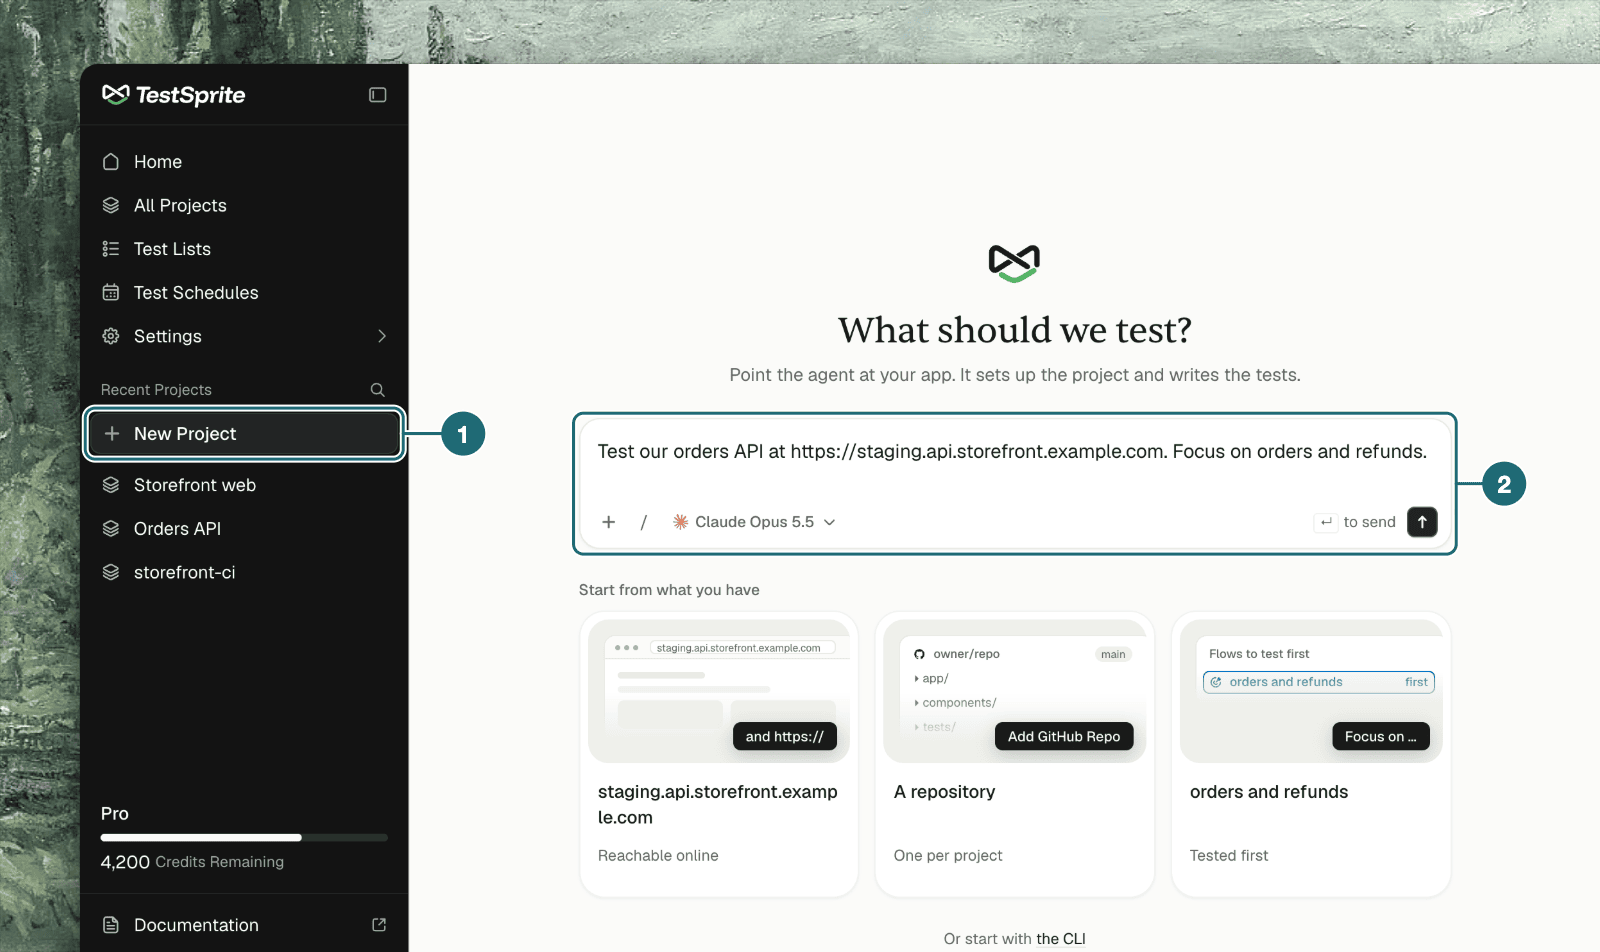 TestSprite
Home
All Projects
Test Lists
Test Schedules
Settings
Recent Projects
New Project
1
Storefront web
Orders API
storefront-ci
Pro
4,200 Credits Remaining
Documentation
What should we test?
Point the agent at your app. It sets up the project and writes the tests.
Test our orders API at https://staging.api.storefront.example.com. Focus on orders and refunds.
2
+ / Claude Opus 5.5
to send
Start from what you have
staging.api.storefront.example.com
and https://
staging.api.storefront.examp
le.com
Reachable online
owner/repo main
app/
components/
tests/
Add GitHub Repo
A repository
One per project
Flows to test first
orders and refunds first
Focus on ...
orders and refunds
Tested first
Or start with the CLI